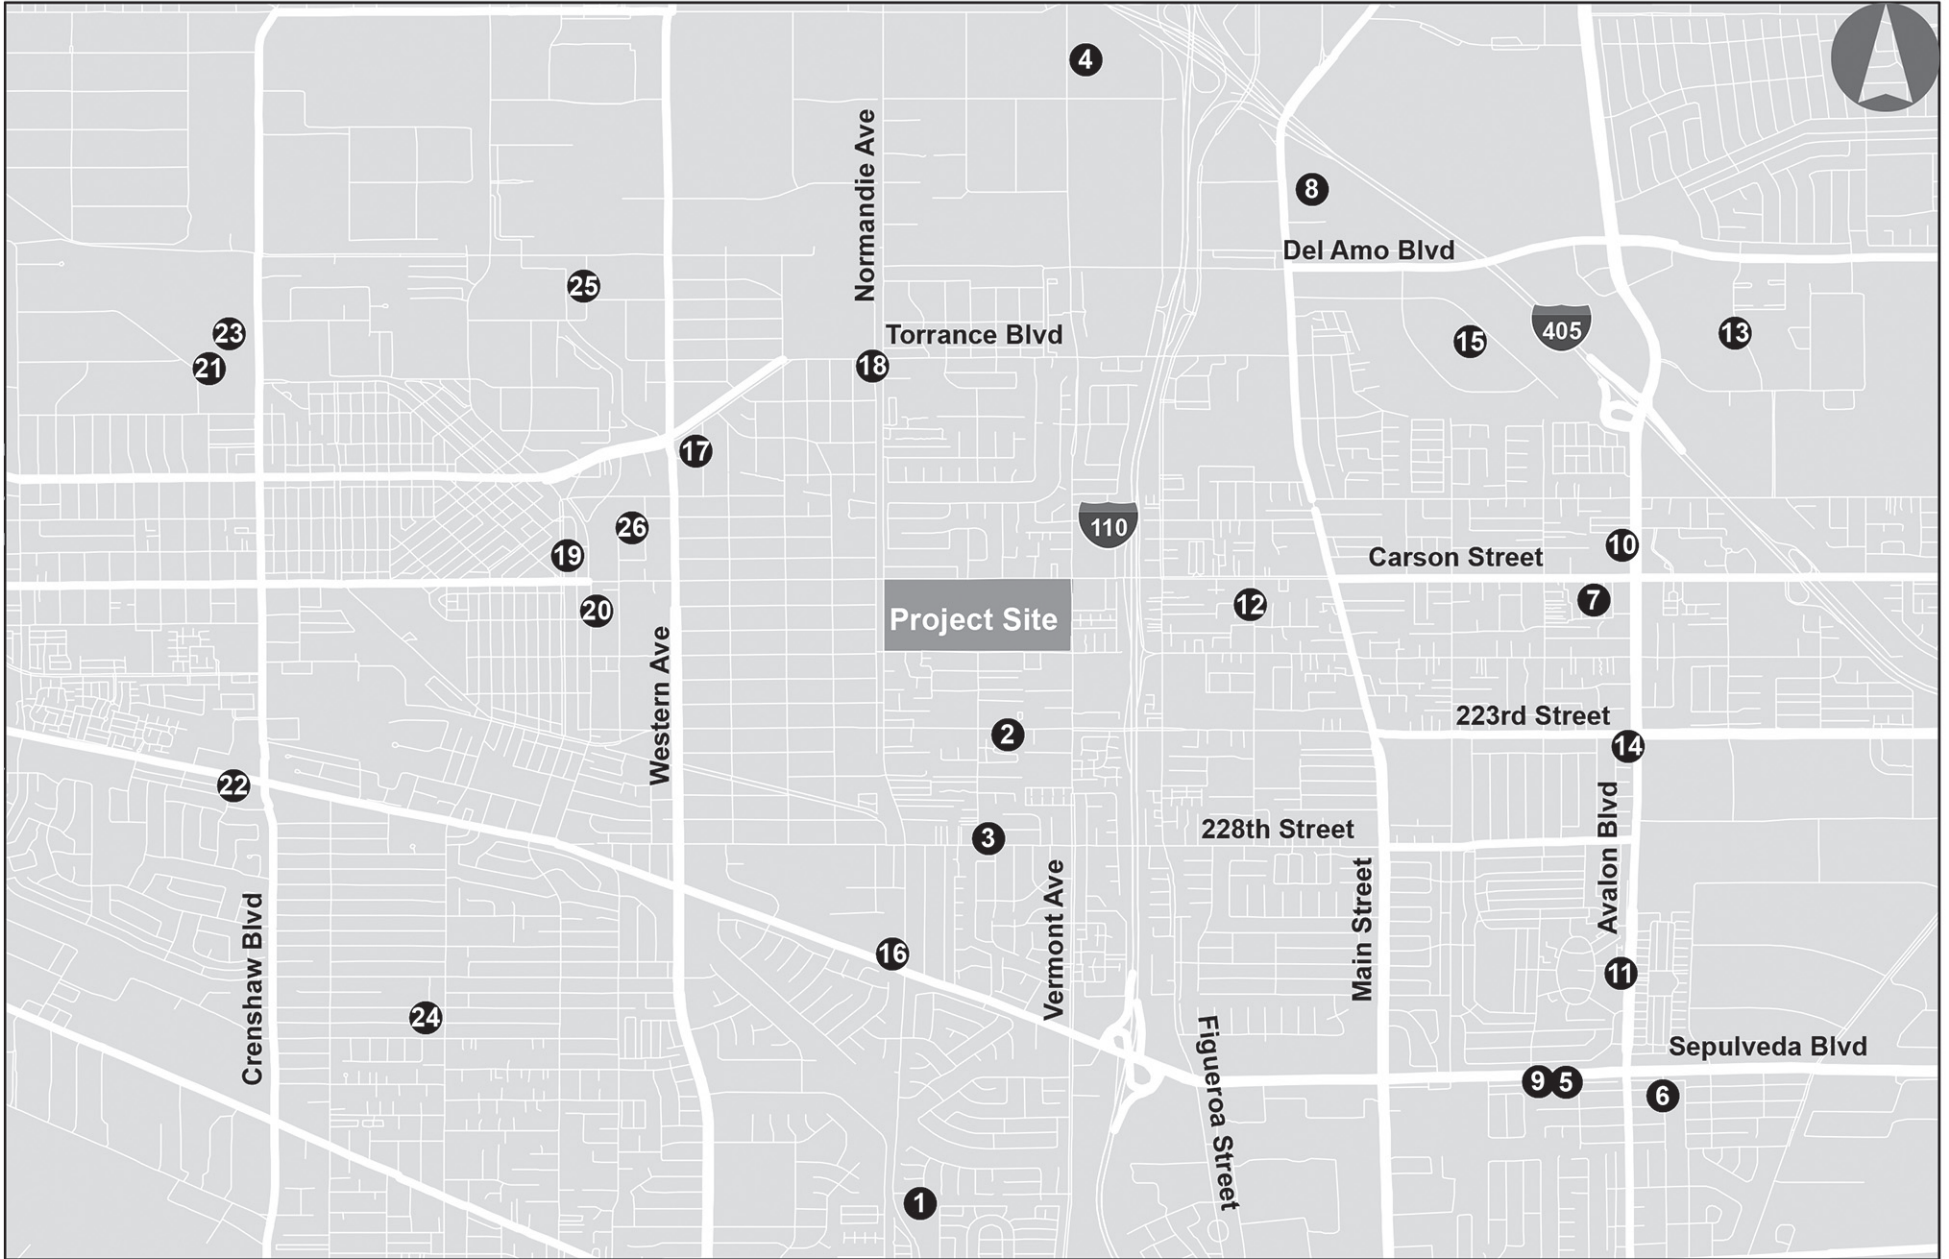 4
Normandie Ave
8
Del Amo Blvd
25
23
Torrance Blvd
405
13
15
21
18
17
110
26
10
19
Carson Street
Project Site
12
7
20
Western Ave
223rd Street
2
14
22
Avalon Blvd
228th Street
3
Vermont Ave
Main Street
Crenshaw Blvd
16
11
24
Figueroa Street
Sepulveda Blvd
9
5
6
1